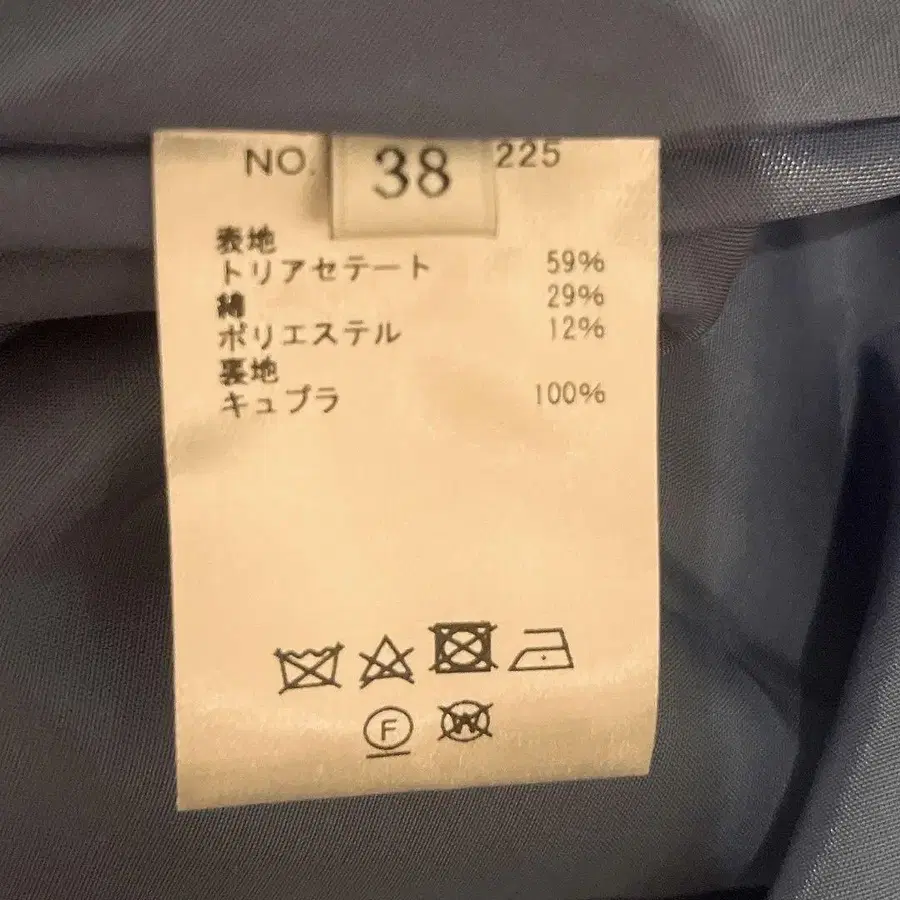 NO. 38 225
表地
トリアセテート 59%
綿 29%
ポリエステル 12%
裏地
キュプラ 100%
F
W